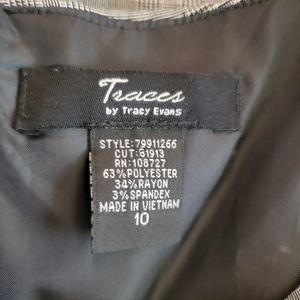 Traces
by Tracy Evans
STYLE:79911266
CUT:61913
RN:108727
63%POLYESTER
34%RAYON
3%SPANDEX
MADE IN VIETNAM
10